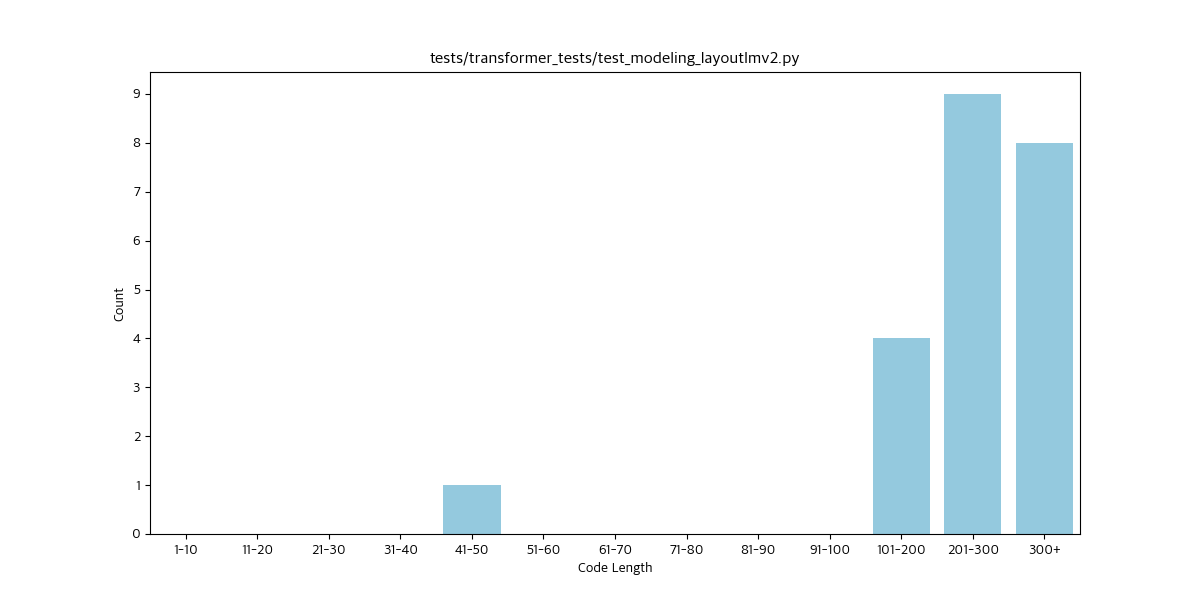 tests/transformer_tests/test_modeling_layoutlmv2.py
9
8
7
6
5
4
3
2
1
0
Count
1-10 11-20 21-30 31-40 41-50 51-60 61-70 71-80 81-90 91-100 101-200 201-300 300+
Code Length